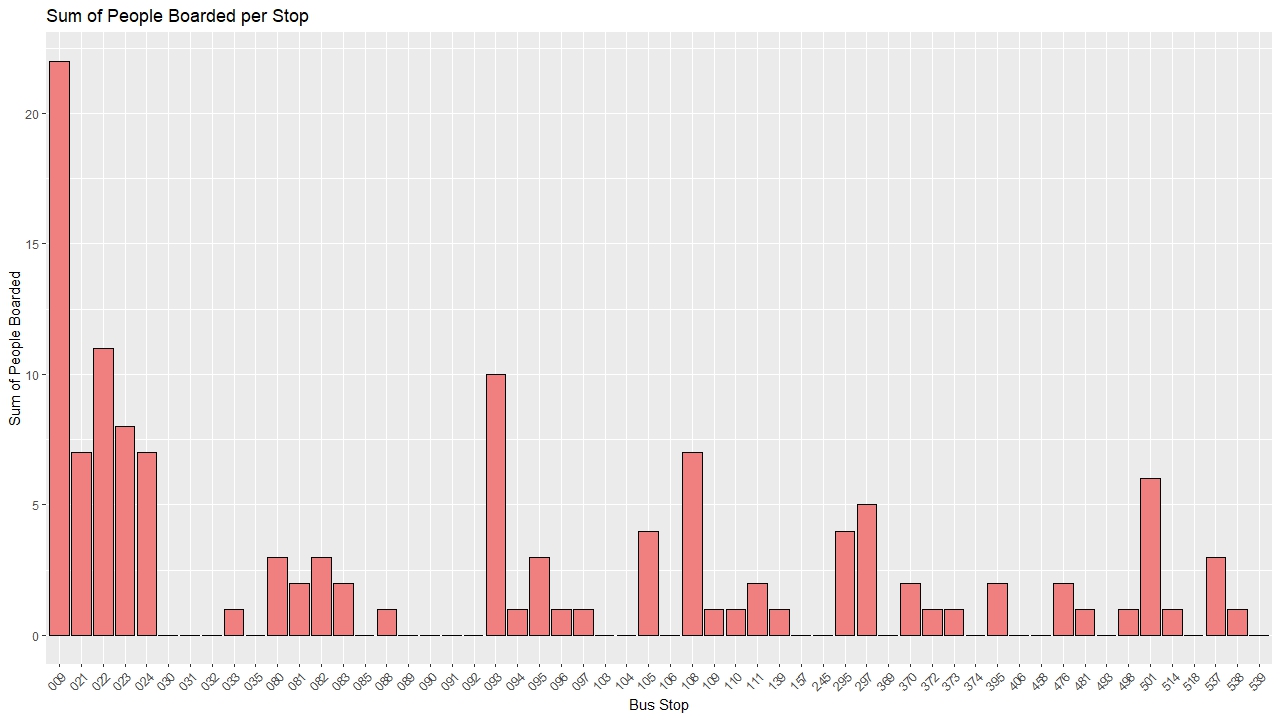 Sum of People Boarded per Stop
Sum of People Boarded
20
15
10
5
0
009 021 022 023 024 030 031 032 033 035 080 081 082 083 085 088 089 090 091 092 093 094 095 096 097 103 104 105 106 108 109 110 111 139 157 245 295 297 369 370 372 373 374 395 406 458 476 481 493 498 501 514 518 537 538 539
Bus Stop